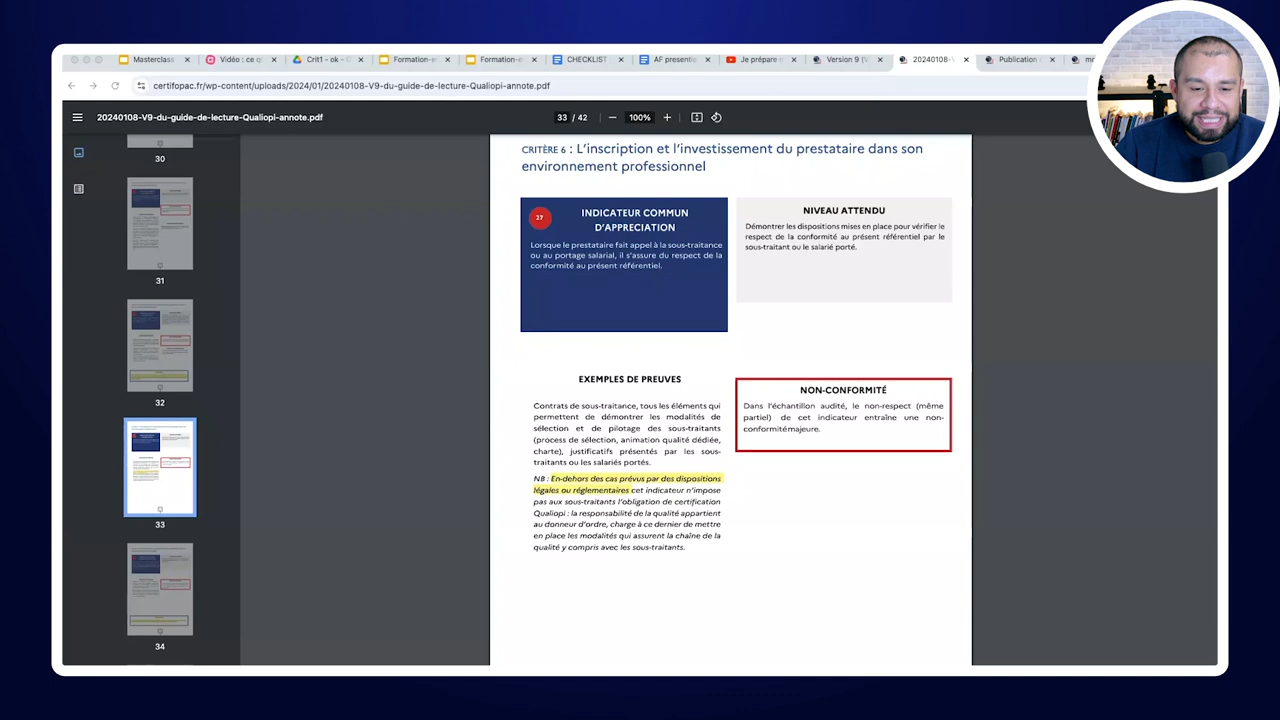 Masterclass
Vidéo : ce q
Crit1 - ok - C
Formation-e
Formation-e
CHECKLIST
AF presentie
Je prépare e
Version 9 (V
20240108-V
Publication
certifopac.fr/wp-content/uploads/2024/01/20240108-V9-du-guide-de-lecture-Qualiopi-annote.pdf
20240108-V9-du-guide-de-lecture-Qualiopi-annote.pdf
33 / 42
100%
30
31
32
33
34
CRITÈRE 6 : L'inscription et l'investissement du prestataire dans son
environnement professionnel
27
INDICATEUR COMMUN
D'APPRECIATION
Lorsque le prestataire fait appel à la sous-traitance
ou au portage salarial, il s'assure du respect de la
conformité au présent référentiel.
NIVEAU ATTENDU
Démontrer les dispositions mises en place pour vérifier le
respect de la conformité au présent référentiel par le
sous-traitant ou le salarié porté.
EXEMPLES DE PREUVES
Contrats de sous-traitance, tous les éléments qui
permettent de démontrer les modalités de
sélection et de pilotage des sous-traitants
(process de sélection, animation qualité dédiée,
charte), justificatifs présentés par les sous-
traitants ou les salariés portés.
NB : En-dehors des cas prévus par des dispositions
légales ou réglementaires cet indicateur n'impose
pas aux sous-traitants l'obligation de certification
Qualiopi : la responsabilité de la qualité appartient
au donneur d'ordre, charge à ce dernier de mettre
en place les modalités qui assurent la chaîne de la
qualité y compris avec les sous-traitants.
NON-CONFORMITÉ
Dans l'échantillon audité, le non-respect (même
partiel) de cet indicateur entraîne une non-
conformité majeure.